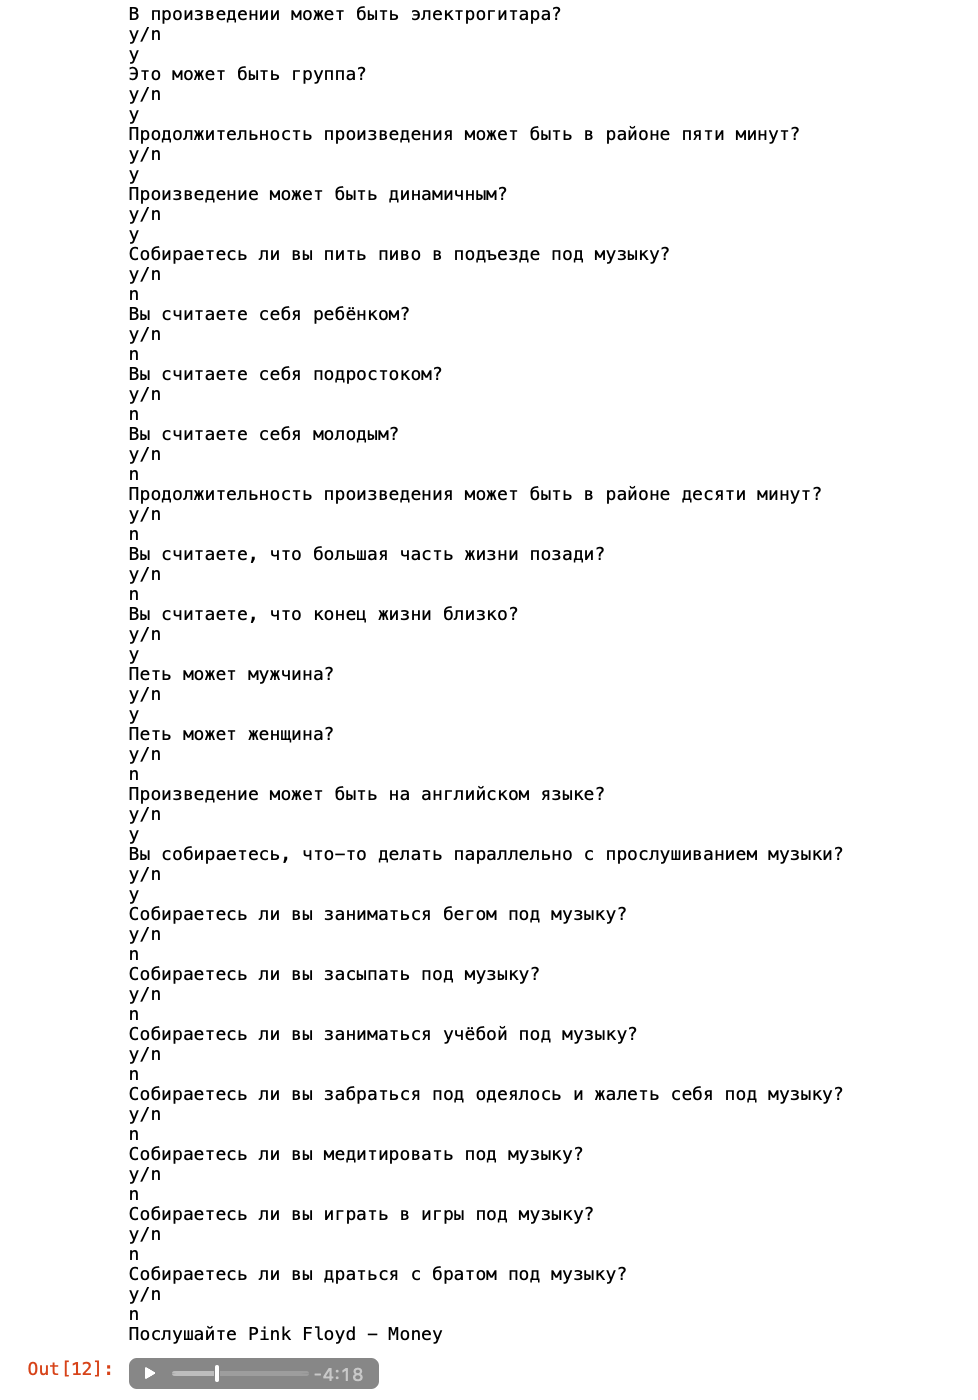 В произведении может быть электрогитара?
y/n
y
Это может быть группа?
y/n
y
Продолжительность произведения может быть в районе пяти минут?
y/n
y
Произведение может быть динамичным?
y/n
y
Собираетесь ли вы пить пиво в подъезде под музыку?
y/n
n
Вы считаете себя ребёнком?
y/n
n
Вы считаете себя подростоком?
y/n
n
Вы считаете себя молодым?
y/n
n
Продолжительность произведения может быть в районе десяти минут?
y/n
n
Вы считаете, что большая часть жизни позади?
y/n
n
Вы считаете, что конец жизни близко?
y/n
y
Петь может мужчина?
y/n
y
Петь может женщина?
y/n
n
Произведение может быть на английском языке?
y/n
y
Вы собираетесь, что-то делать параллельно с прослушиванием музыки?
y/n
y
Собираетесь ли вы заниматься бегом под музыку?
y/n
n
Собираетесь ли вы засыпать под музыку?
y/n
n
Собираетесь ли вы заниматься учёбой под музыку?
y/n
n
Собираетесь ли вы забраться под одеялось и жалеть себя под музыку?
y/n
n
Собираетесь ли вы медитировать под музыку?
y/n
n
Собираетесь ли вы играть в игры под музыку?
y/n
n
Собираетесь ли вы драться с братом под музыку?
y/n
n
Послушайте Pink Floyd - Money
Out[12]: -4:18